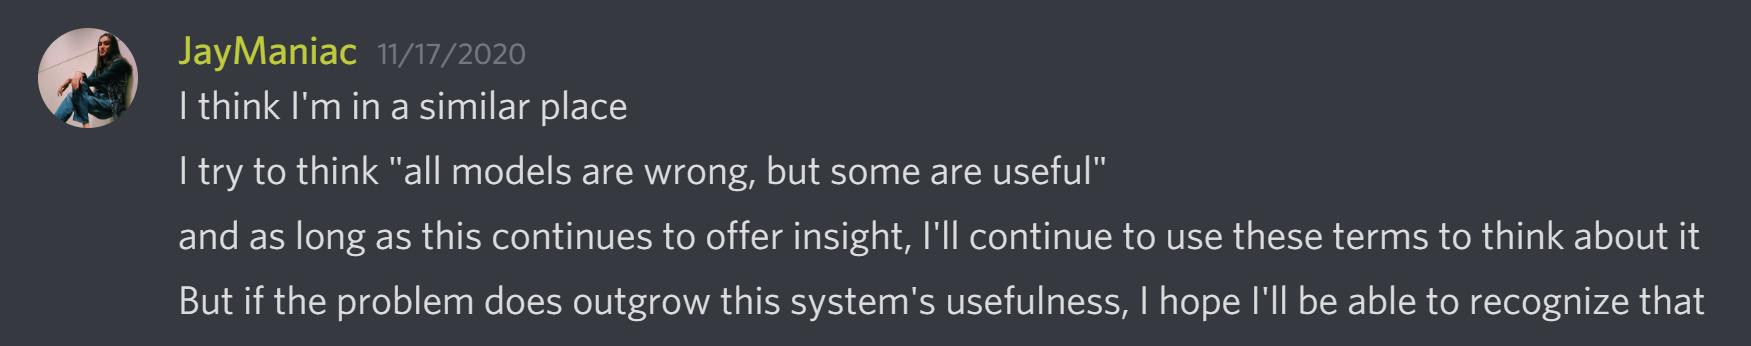 JayManiac 11/17/2020
I think I'm in a similar place
I try to think "all models are wrong, but some are useful"
and as long as this continues to offer insight, I'll continue to use these terms to think about it
But if the problem does outgrow this system's usefulness, I hope I'll be able to recognize that